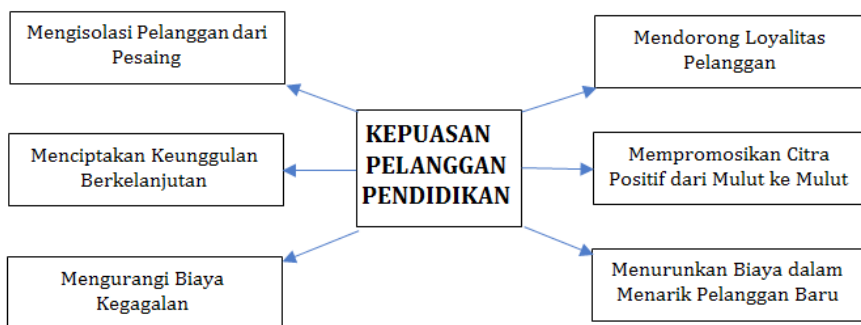 Mengisolasi Pelanggan dari
Pesaing
Mendorong Loyalitas
Pelanggan
KEPUASAN
PELANGGAN
PENDIDIKAN
Menciptakan Keunggulan
Berkelanjutan
Mempromosikan Citra
Positif dari Mulut ke Mulut
Mengurangi Biaya
Kegagalan
Menurunkan Biaya dalam
Menarik Pelanggan Baru